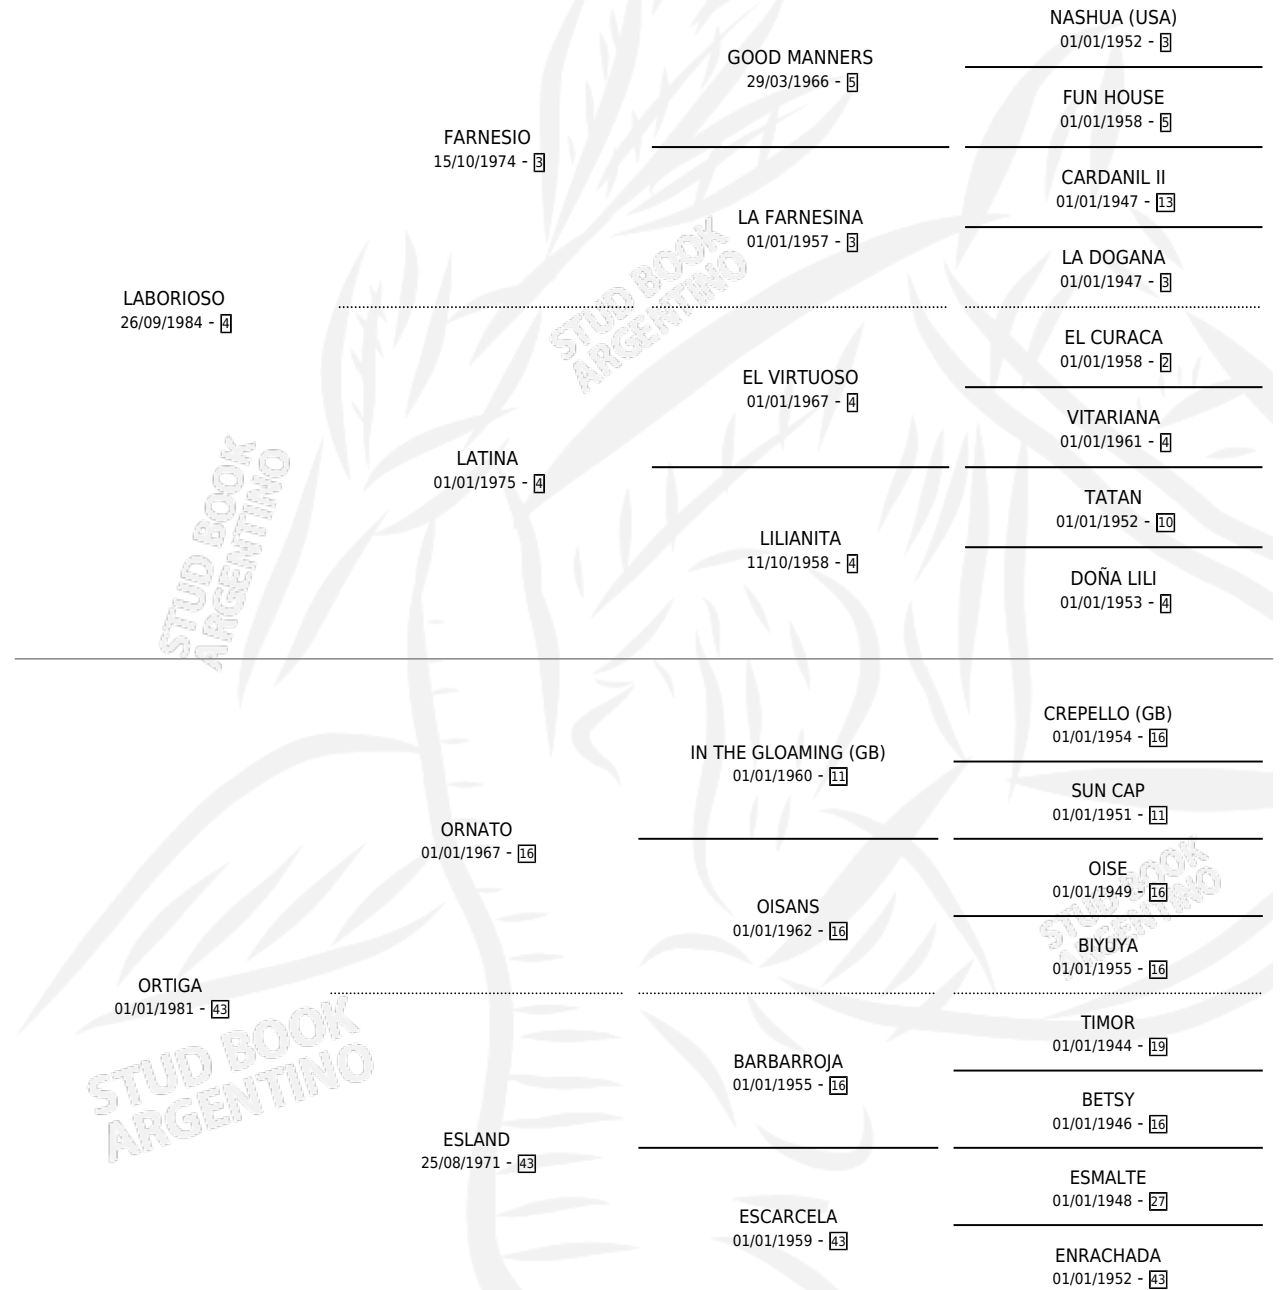 NASHUA (USA)
01/01/1952 - 3
GOOD MANNERS
29/03/1966 - 5
FUN HOUSE
01/01/1958 - 5
FARNESIO
15/10/1974 - 3
CARDANIL II
01/01/1947 - 13
LA FARNESINA
01/01/1957 - 3
LA DOGANA
01/01/1947 - 3
LABORIOSO
26/09/1984 - 4
EL CURACA
01/01/1958 - 2
EL VIRTUOSO
01/01/1967 - 4
VITARIANA
01/01/1961 - 4
LATINA
01/01/1975 - 4
TATAN
01/01/1952 - 10
LILIANITA
11/10/1958 - 4
DOÑA LILI
01/01/1953 - 4
STUD BOOK
ARGENTINO
STUD BOOK
ARGENTINO
CREPELLO (GB)
01/01/1954 - 16
IN THE GLOAMING (GB)
01/01/1960 - 11
SUN CAP
01/01/1951 - 11
ORNATO
01/01/1967 - 16
OISE
01/01/1949 - 16
OISANS
01/01/1962 - 16
BIYUYA
01/01/1955 - 16
ORTIGA
01/01/1981 - 43
TIMOR
01/01/1944 - 19
BARBARROJA
01/01/1955 - 16
BETSY
01/01/1946 - 16
ESLAND
25/08/1971 - 43
ESMALTE
01/01/1948 - 27
ESCARCELA
01/01/1959 - 43
ENRACHADA
01/01/1952 - 43
STUD BOOK
ARGENTINO
STUD BOOK
ARGENTINO